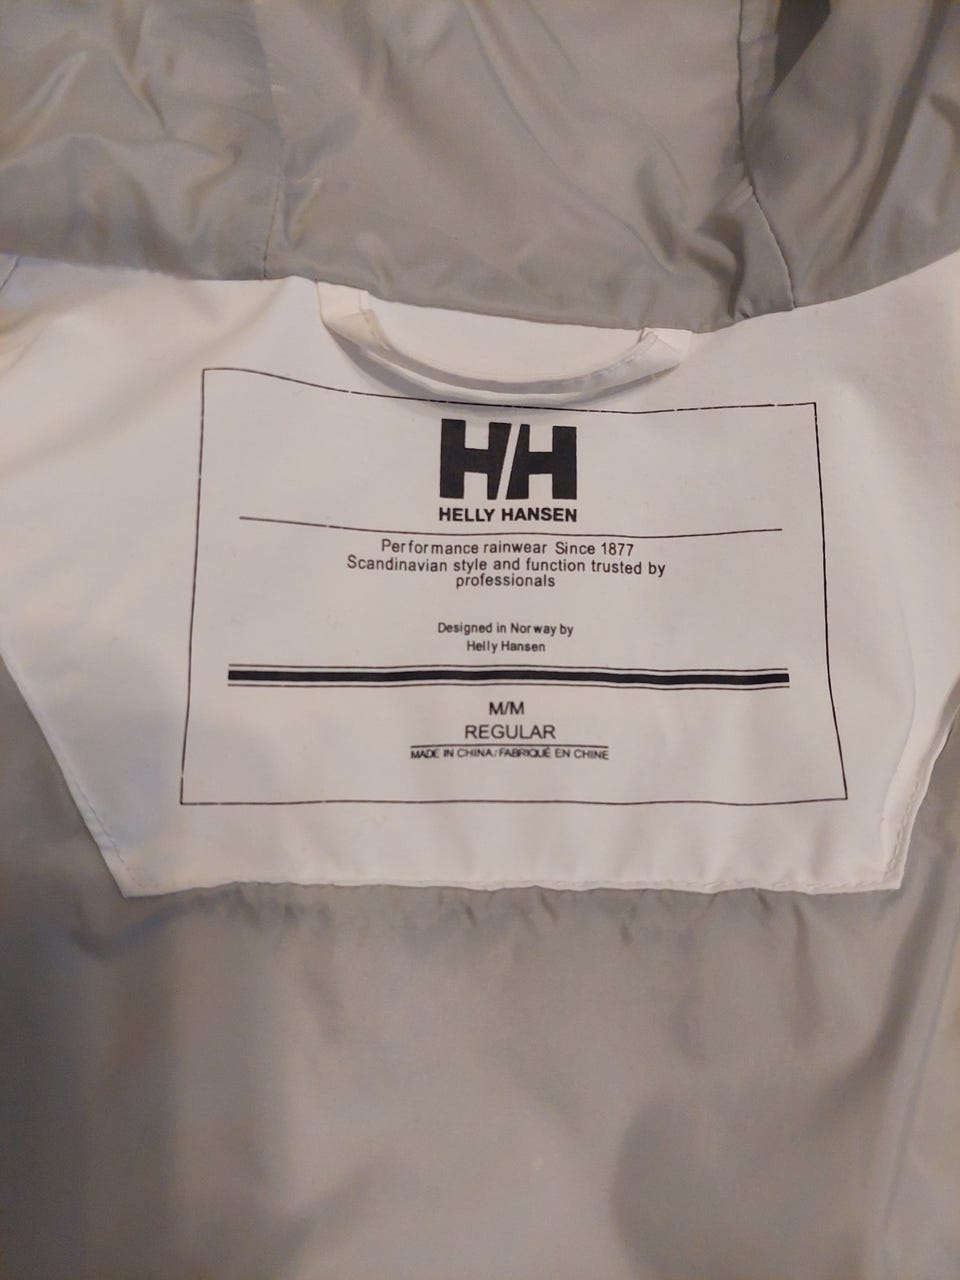 HH
HELLY HANSEN
Performance rainwear Since 1877
Scandinavian style and function trusted by
professionals
Designed in Norway by
Helly Hansen
M/M
REGULAR
MADE IN CHINA/FABRIQUÉ EN CHINE